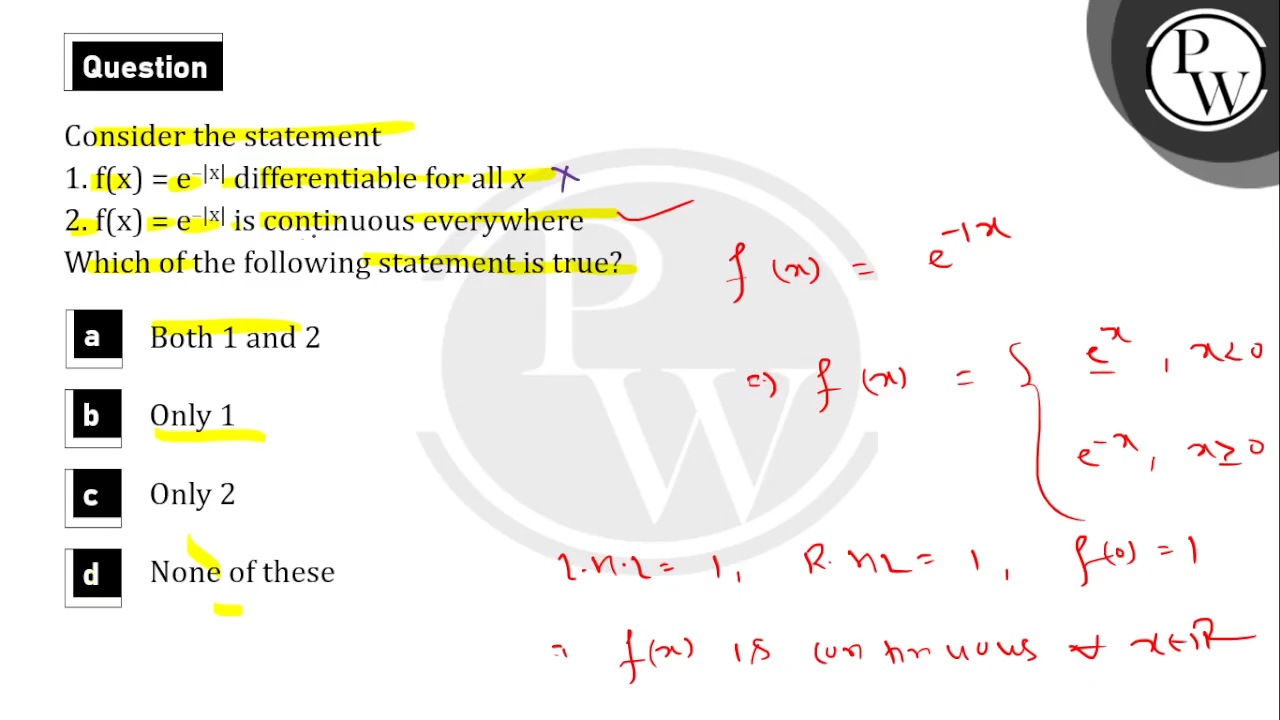 Question
PW
Consider the statement
1. f(x) = e^{-|x|} differentiable for all x ×
2. f(x) = e^{-|x|} is continuous everywhere ✓
Which of the following statement is true?
a Both 1 and 2
b Only 1
c Only 2
d None of these
f(x) = e^{-|x}
=) f(x) = { e^x, x<0
e^{-x}, x≥0
L.H.L = 1, R.HL = 1, f(0) = 1
f(x) is continuous ∀ x∈ℝ
PW